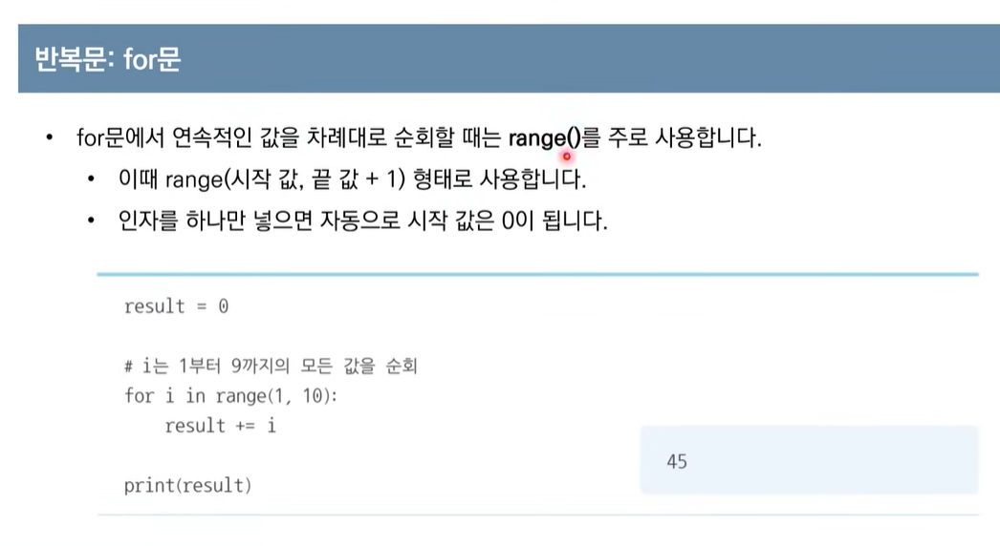 반복문: for문
• for문에서 연속적인 값을 차례대로 순회할 때는 range()를 주로 사용합니다.
• 이때 range(시작 값, 끝 값 + 1) 형태로 사용합니다.
• 인자를 하나만 넣으면 자동으로 시작 값은 0이 됩니다.
result = 0
# i는 1부터 9까지의 모든 값을 순회
for i in range(1, 10):
    result += i
print(result)
45